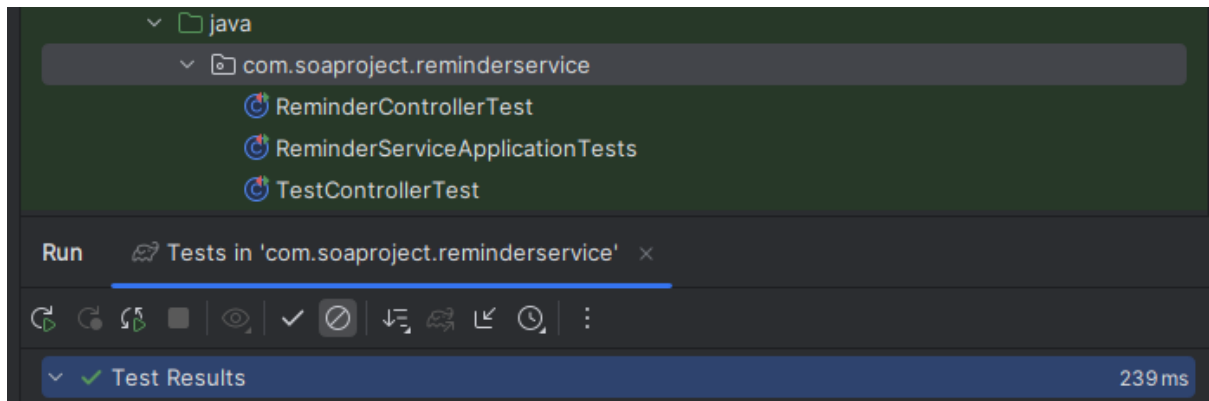 java
com.soaproject.reminderservice
ReminderControllerTest
ReminderServiceApplicationTests
TestControllerTest
Run Tests in 'com.soaproject.reminderservice'
Test Results 239 ms